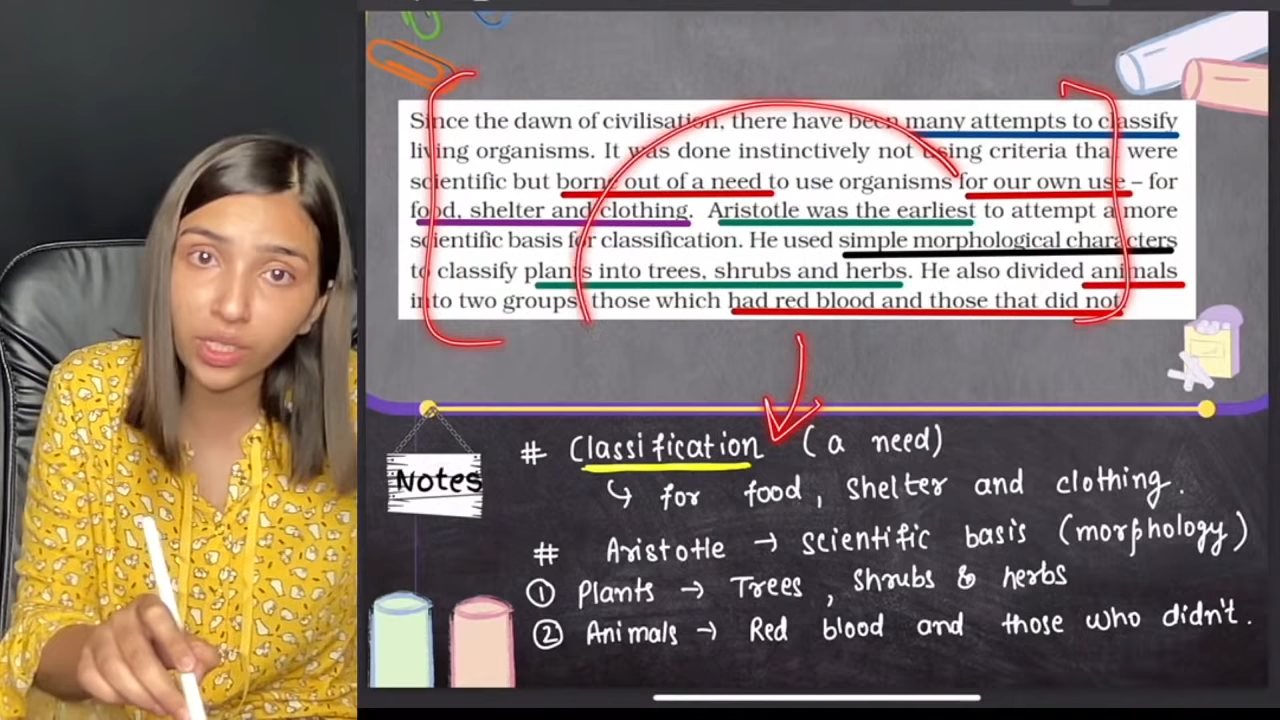 Since the dawn of civilisation, there have been many attempts to classify
living organisms. It was done instinctively not using criteria that were
scientific but borne out of a need to use organisms for our own use – for
food, shelter and clothing. Aristotle was the earliest to attempt a more
scientific basis for classification. He used simple morphological characters
to classify plants into trees, shrubs and herbs. He also divided animals
into two groups, those which had red blood and those that did not.
Notes
# Classification (a need)
↳ for food, shelter and clothing.
# Aristotle → scientific basis (morphology)
① Plants → Trees, shrubs & herbs
② Animals → Red blood and those who didn't.